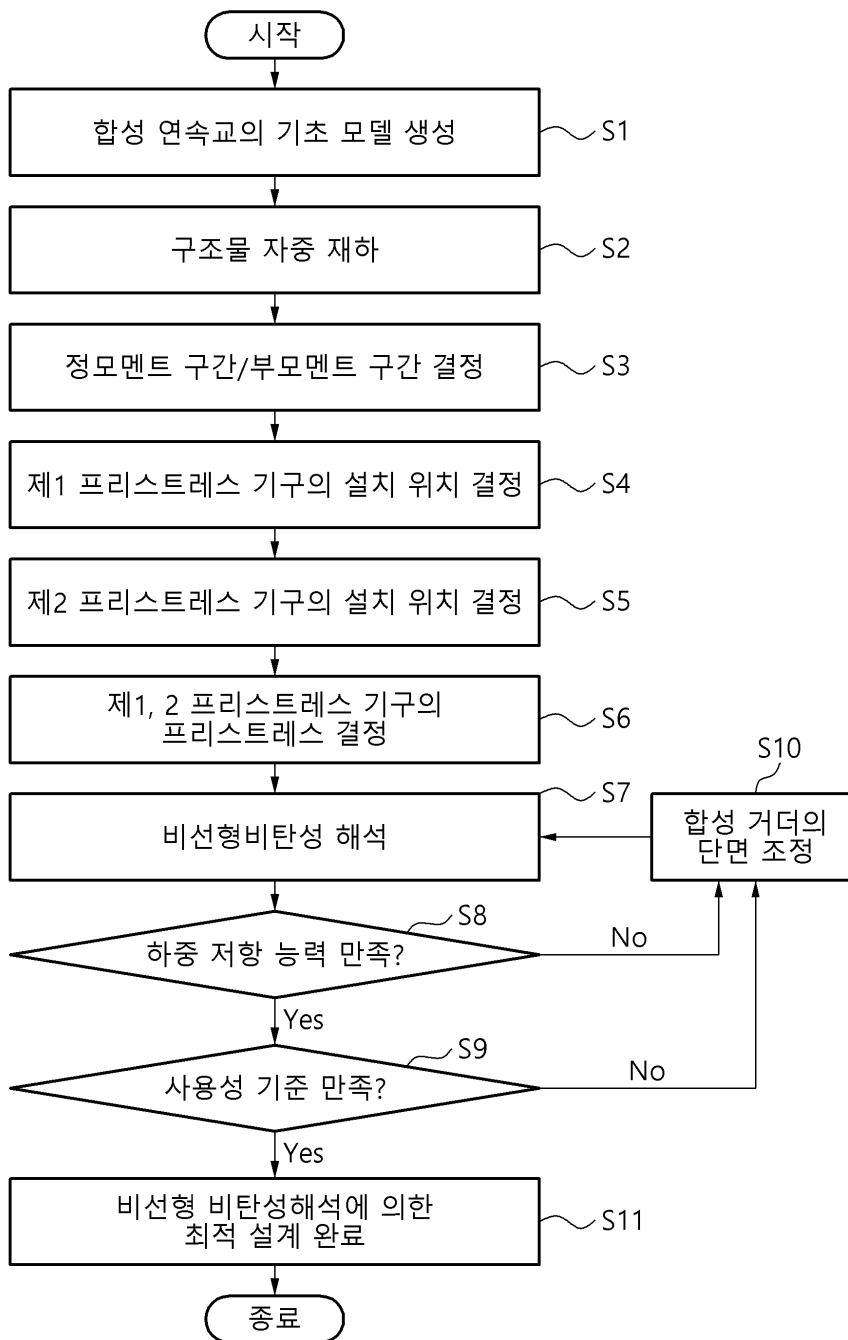 시작
합성 연속교의 기초 모델 생성
S1
구조물 자중 재하
S2
정모멘트 구간/부모멘트 구간 결정
S3
제1 프리스트레스 기구의 설치 위치 결정
S4
제2 프리스트레스 기구의 설치 위치 결정
S5
제1, 2 프리스트레스 기구의
프리스트레스 결정
S6
S10
비선형비탄성 해석
S7
합성 거더의
단면 조정
하중 저항 능력 만족?
S8
No
Yes
사용성 기준 만족?
S9
No
Yes
비선형 비탄성해석에 의한
최적 설계 완료
S11
종료